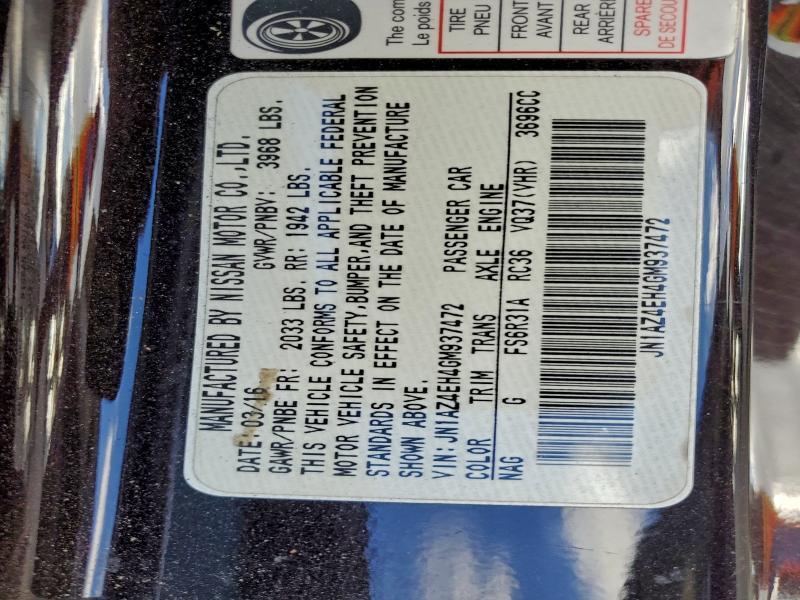 The com
Le poids
TIRE
PNEU
FRONT
AVANT
REAR
ARRIÈRE
SPARE
DE SECOU
MANUFACTURED BY NISSAN MOTOR CO.,LTD.
DATE: 03/16 GVWR/PNBV: 3968 LBS.
GAWR/PNBE FR: 2033 LBS. RR: 1942 LBS.
THIS VEHICLE CONFORMS TO ALL APPLICABLE FEDERAL
MOTOR VEHICLE SAFETY,BUMPER,AND THEFT PREVENTION
STANDARDS IN EFFECT ON THE DATE OF MANUFACTURE
SHOWN ABOVE.
VIN:JN1AZ4EH4GM937472 PASSENGER CAR
COLOR TRIM TRANS AXLE ENGINE
NAG G FS6R31A RC36 VQ37(VHR) 3696CC
JN1AZ4EH4GM937472